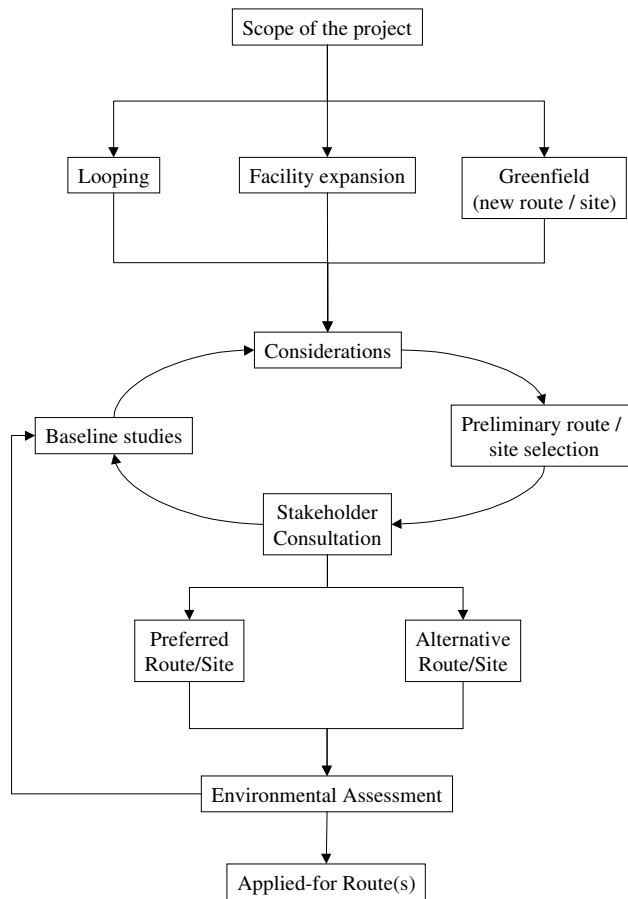 Scope of the project
Looping
Facility expansion
Greenfield
(new route / site)
Considerations
Baseline studies
Preliminary route /
site selection
Stakeholder
Consultation
Preferred
Route/Site
Alternative
Route/Site
Environmental Assessment
Applied-for Route(s)